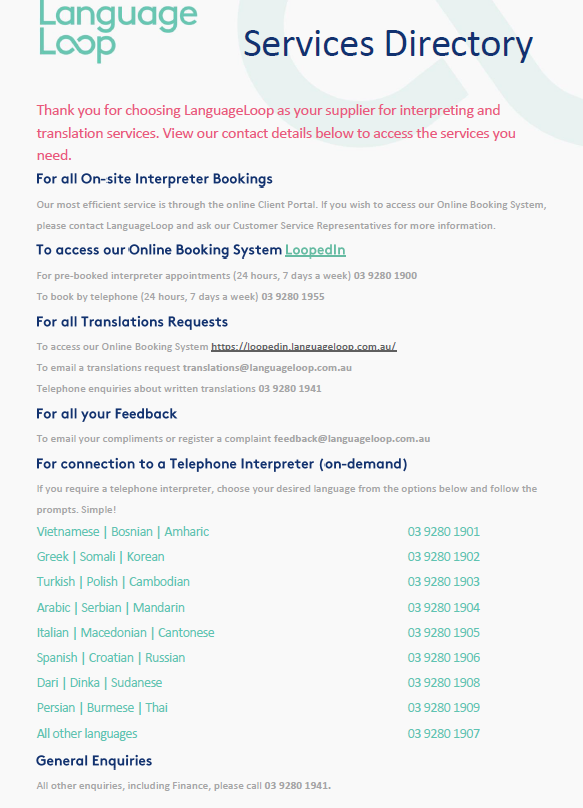 Language
Loop
Services Directory
Thank you for choosing LanguageLoop as your supplier for interpreting and
translation services. View our contact details below to access the services you
need.
For all On-site Interpreter Bookings
Our most efficient service is through the online Client Portal. If you wish to access our Online Booking System,
please contact LanguageLoop and ask our Customer Service Representatives for more information.
To access our Online Booking System LoopedIn
For pre-booked interpreter appointments (24 hours, 7 days a week) 03 9280 1900
To book by telephone (24 hours, 7 days a week) 03 9280 1955
For all Translations Requests
To access our Online Booking System https://loopedin.languageloop.com.au/
To email a translations request translations@languageloop.com.au
Telephone enquiries about written translations 03 9280 1941
For all your Feedback
To email your compliments or register a complaint feedback@languageloop.com.au
For connection to a Telephone Interpreter (on-demand)
If you require a telephone interpreter, choose your desired language from the options below and follow the
prompts. Simple!
Vietnamese | Bosnian | Amharic 03 9280 1901
Greek | Somali | Korean 03 9280 1902
Turkish | Polish | Cambodian 03 9280 1903
Arabic | Serbian | Mandarin 03 9280 1904
Italian | Macedonian | Cantonese 03 9280 1905
Spanish | Croatian | Russian 03 9280 1906
Dari | Dinka | Sudanese 03 9280 1908
Persian | Burmese | Thai 03 9280 1909
All other languages 03 9280 1907
General Enquiries
All other enquiries, including Finance, please call 03 9280 1941.